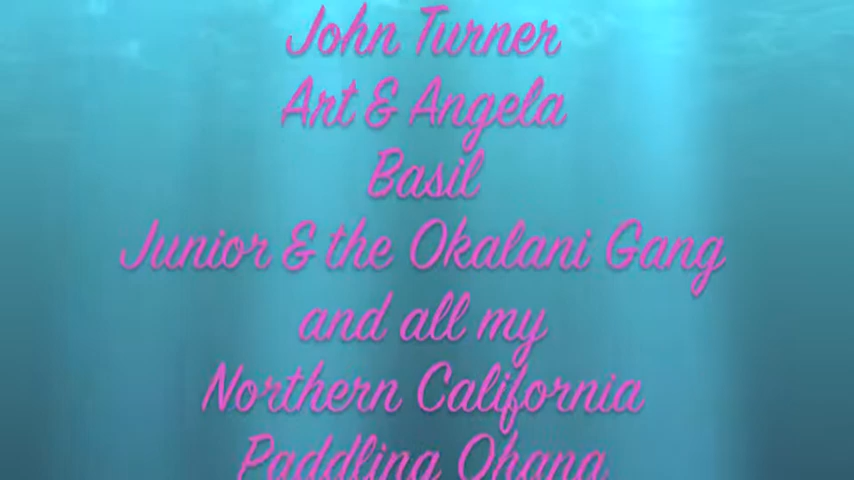 John Turner
Art & Angela
Basil
Junior & the Okalani Gang
and all my
Northern California
Paddling Ohana